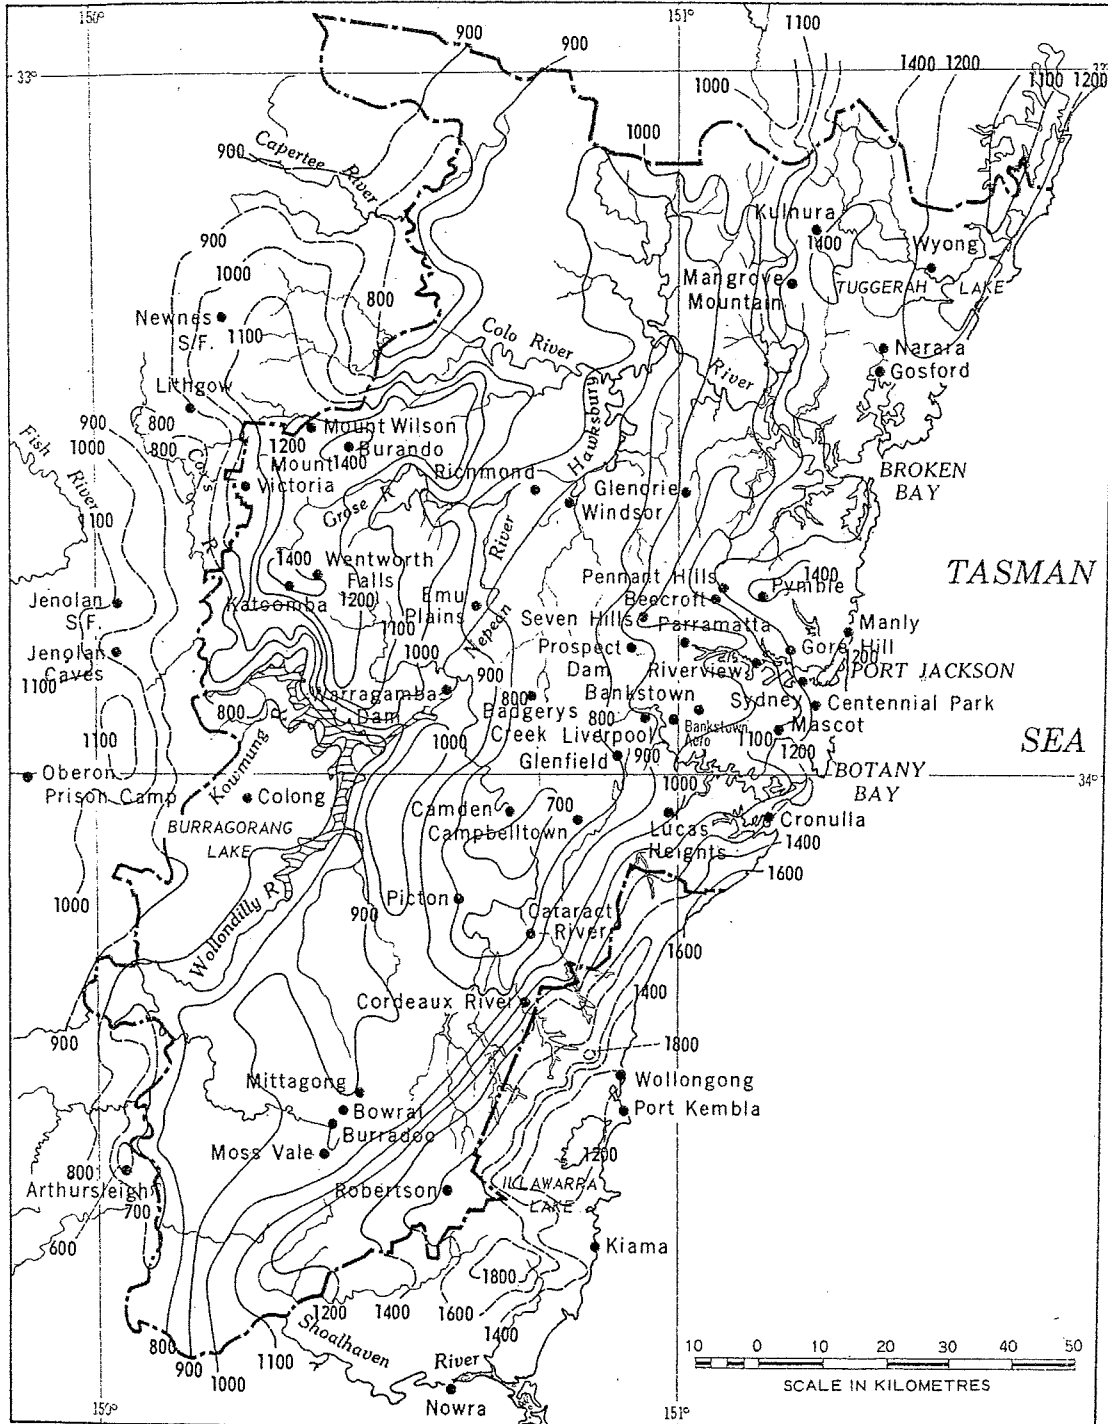 150°
151°
900
900
1100
1400 1200
33°
33°
1000
1100 1200
1000
Capertee
River
900
Kulnura
1400
Wyong
900
1000
800
Mangrove
Mountain
TUGGERAH LAKE
Newnes
S.F.
1100
Colo River
River
Narara
Gosford
Lithgow
Hawksbury
900
1000
800
800
1200
Mount Wilson
Burando
1400
Mount
Victoria
Richmond
Fish
River
Cox's
R.
Grose R.
Glenorie
Windsor
BROKEN
BAY
1100
River
1400
Wentworth
Falls
1200
Katoomba
Emu
Plains
Pennant Hills
Beecroft
1400
Pymble
TASMAN
Jenolan
S.F.
Nepean
Seven Hills
Parramatta
Manly
Jenolan
Caves
1100
1100
1000
Prospect
Dam
Riverview
Gore Hill
1200
PORT JACKSON
900
Warragamba
Dam
800
Bankstown
Sydney
Centennial Park
800
Badgerys
Creek
800
Liverpool
Bankstown
Aero
Mascot
1100
1100
Kowmung
R.
1000
Glenfield
900
1200
SEA
Oberon
Prison Camp
Colong
1000
BOTANY
BAY
34°
BURRAGORANG
LAKE
Camden
Campbelltown
700
Lucas
Heights
Cronulla
1400
1600
1000
Wollondilly R.
900
Picton
Cataract
River
1600
1400
Cordeaux River
900
1800
Mittagong
Wollongong
Bowral
Port Kembla
Burradoo
Moss Vale
1200
800
Arthursleigh
700
Robertson
ILLAWARRA
LAKE
600
Kiama
1800
1200
1400
1600
1400
800
900
1000
1100
Shoalhaven
River
10 0 10 20 30 40 50
SCALE IN KILOMETRES
Nowra
150°
151°